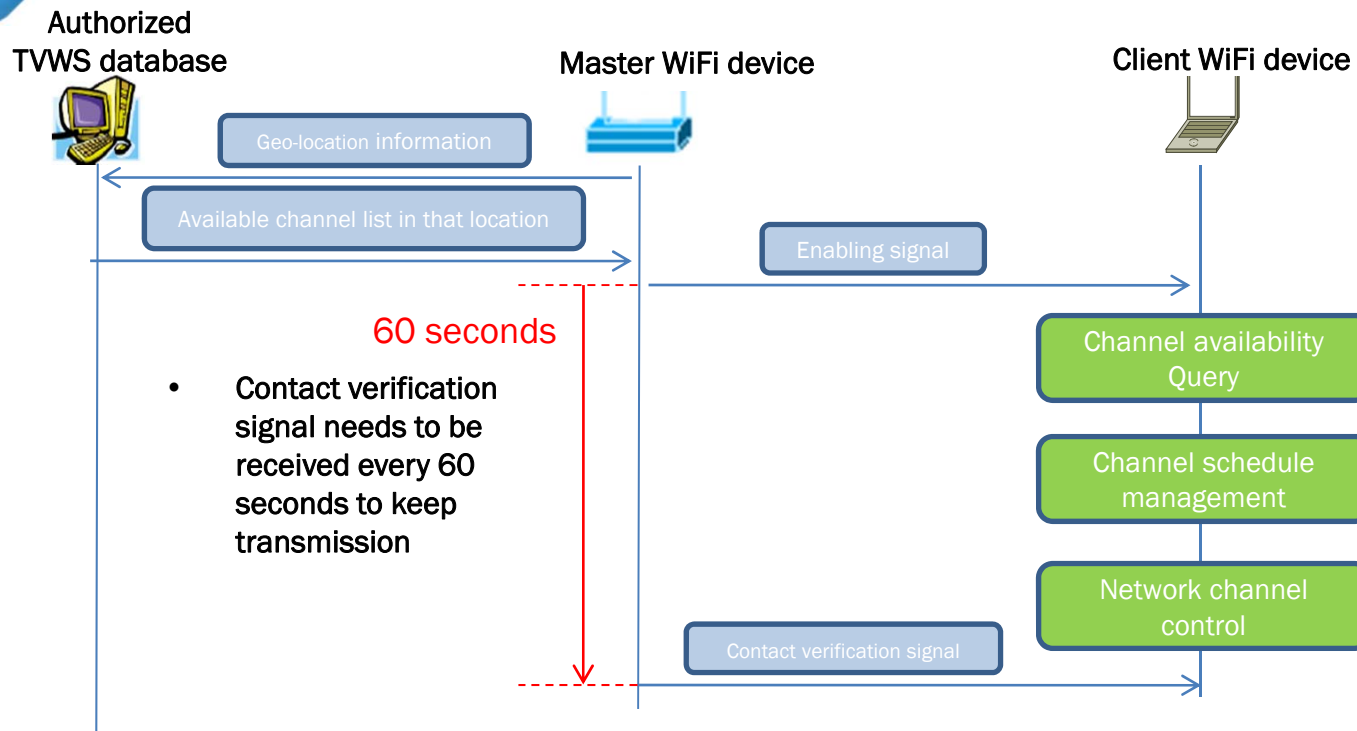 Authorized
TVWS database
Master WiFi device
Client WiFi device
Geo-location information
Available channel list in that location
Enabling signal
60 seconds
• Contact verification
signal needs to be
received every 60
seconds to keep
transmission
Channel availability
Query
Channel schedule
management
Network channel
control
Contact verification signal